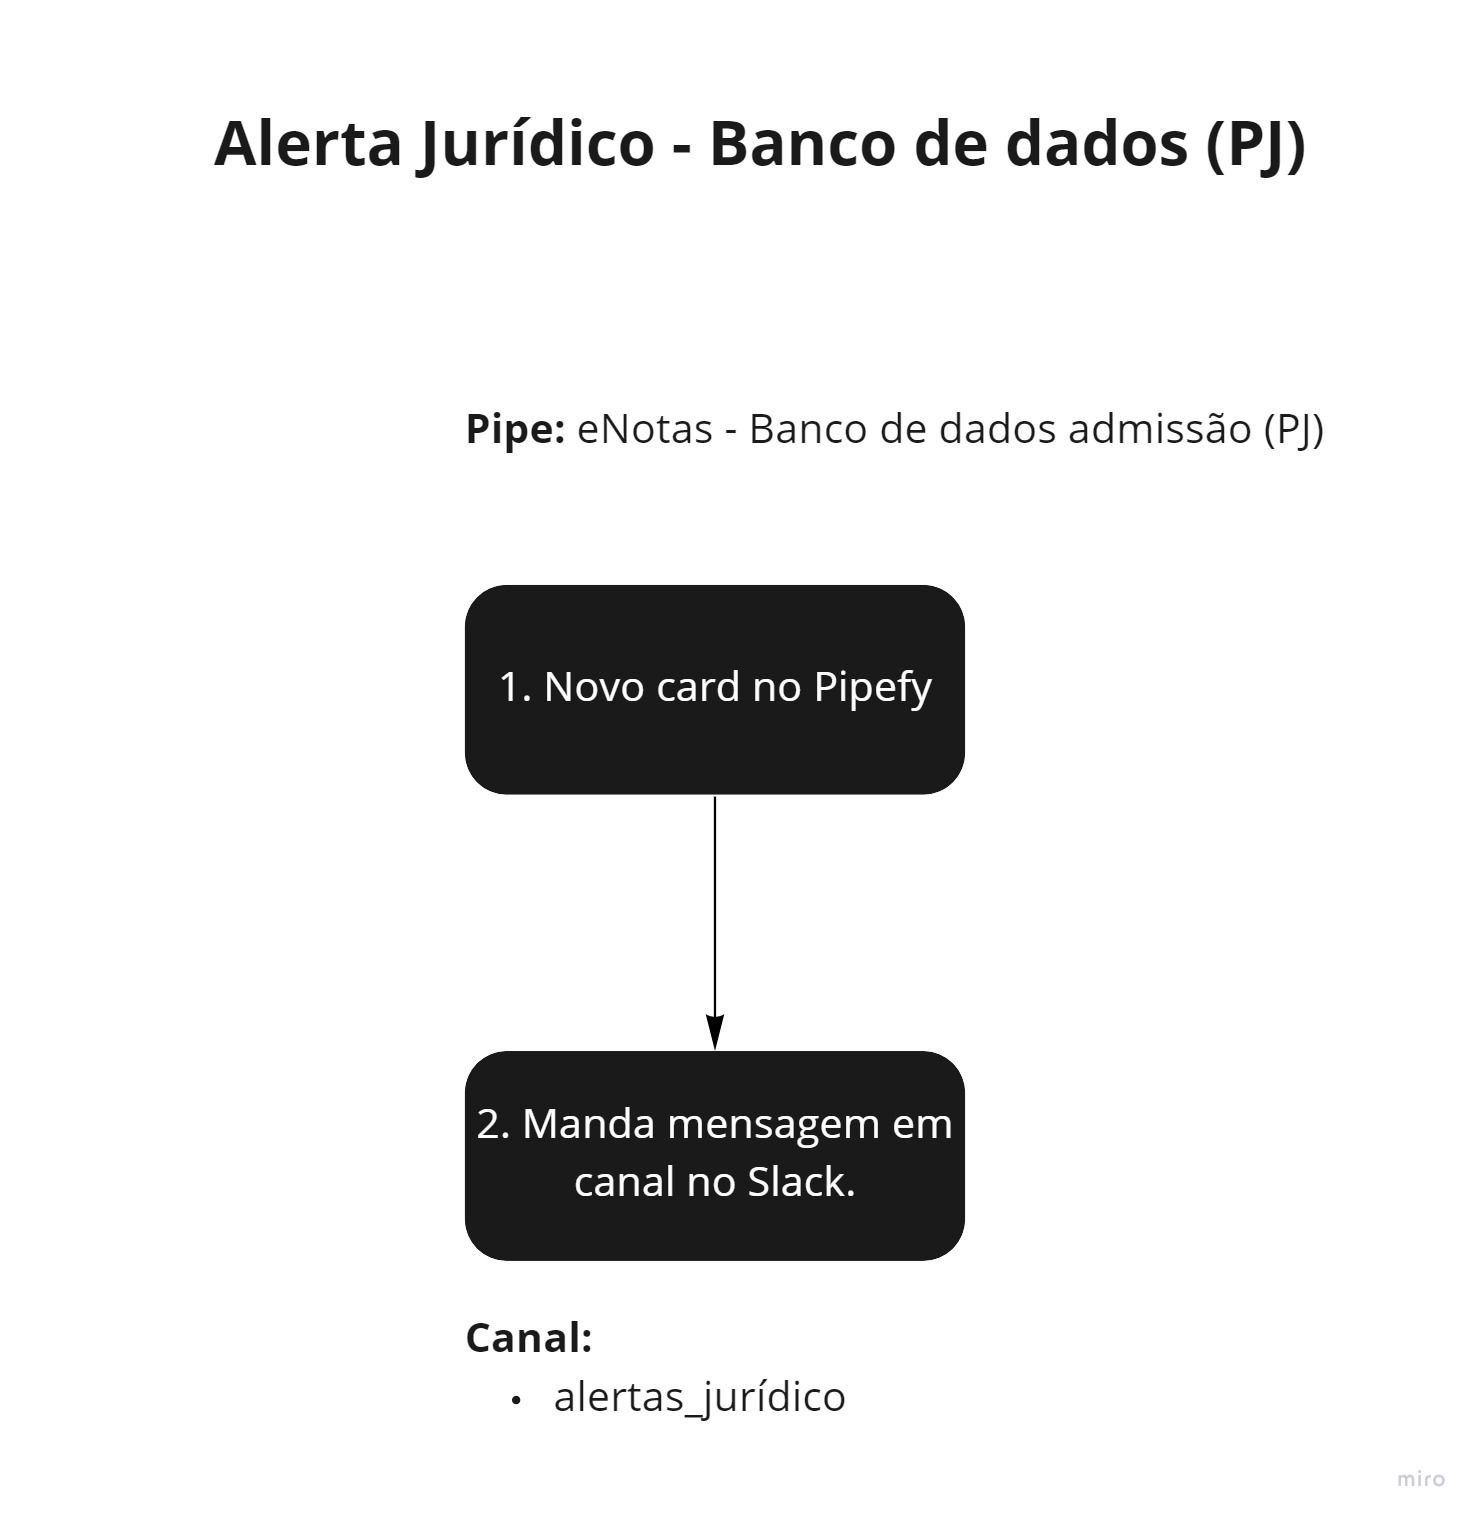 Alerta Jurídico - Banco de dados (PJ)
Pipe: eNotas - Banco de dados admissão (PJ)
1. Novo card no Pipefy
2. Manda mensagem em
canal no Slack.
Canal:
• alertas_jurídico
miro